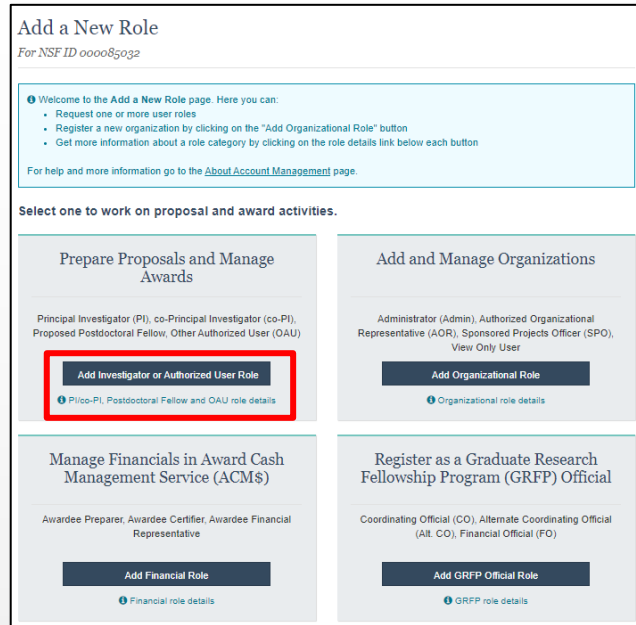 Add a New Role
For NSF ID 000085032
Welcome to the Add a New Role page. Here you can:
• Request one or more user roles
• Register a new organization by clicking on the "Add Organizational Role" button
• Get more information about a role category by clicking on the role details link below each button
For help and more information go to the About Account Management page.
Select one to work on proposal and award activities.
Prepare Proposals and Manage
Awards
Principal Investigator (PI), co-Principal Investigator (co-PI),
Proposed Postdoctoral Fellow, Other Authorized User (OAU)
Add Investigator or Authorized User Role
PI/co-PI, Postdoctoral Fellow and OAU role details
Add and Manage Organizations
Administrator (Admin), Authorized Organizational
Representative (AOR), Sponsored Projects Officer (SPO),
View Only User
Add Organizational Role
Organizational role details
Manage Financials in Award Cash
Management Service (ACM$)
Awardee Preparer, Awardee Certifier, Awardee Financial
Representative
Add Financial Role
Financial role details
Register as a Graduate Research
Fellowship Program (GRFP) Official
Coordinating Official (CO), Alternate Coordinating Official
(Alt. CO), Financial Official (FO)
Add GRFP Official Role
GRFP role details